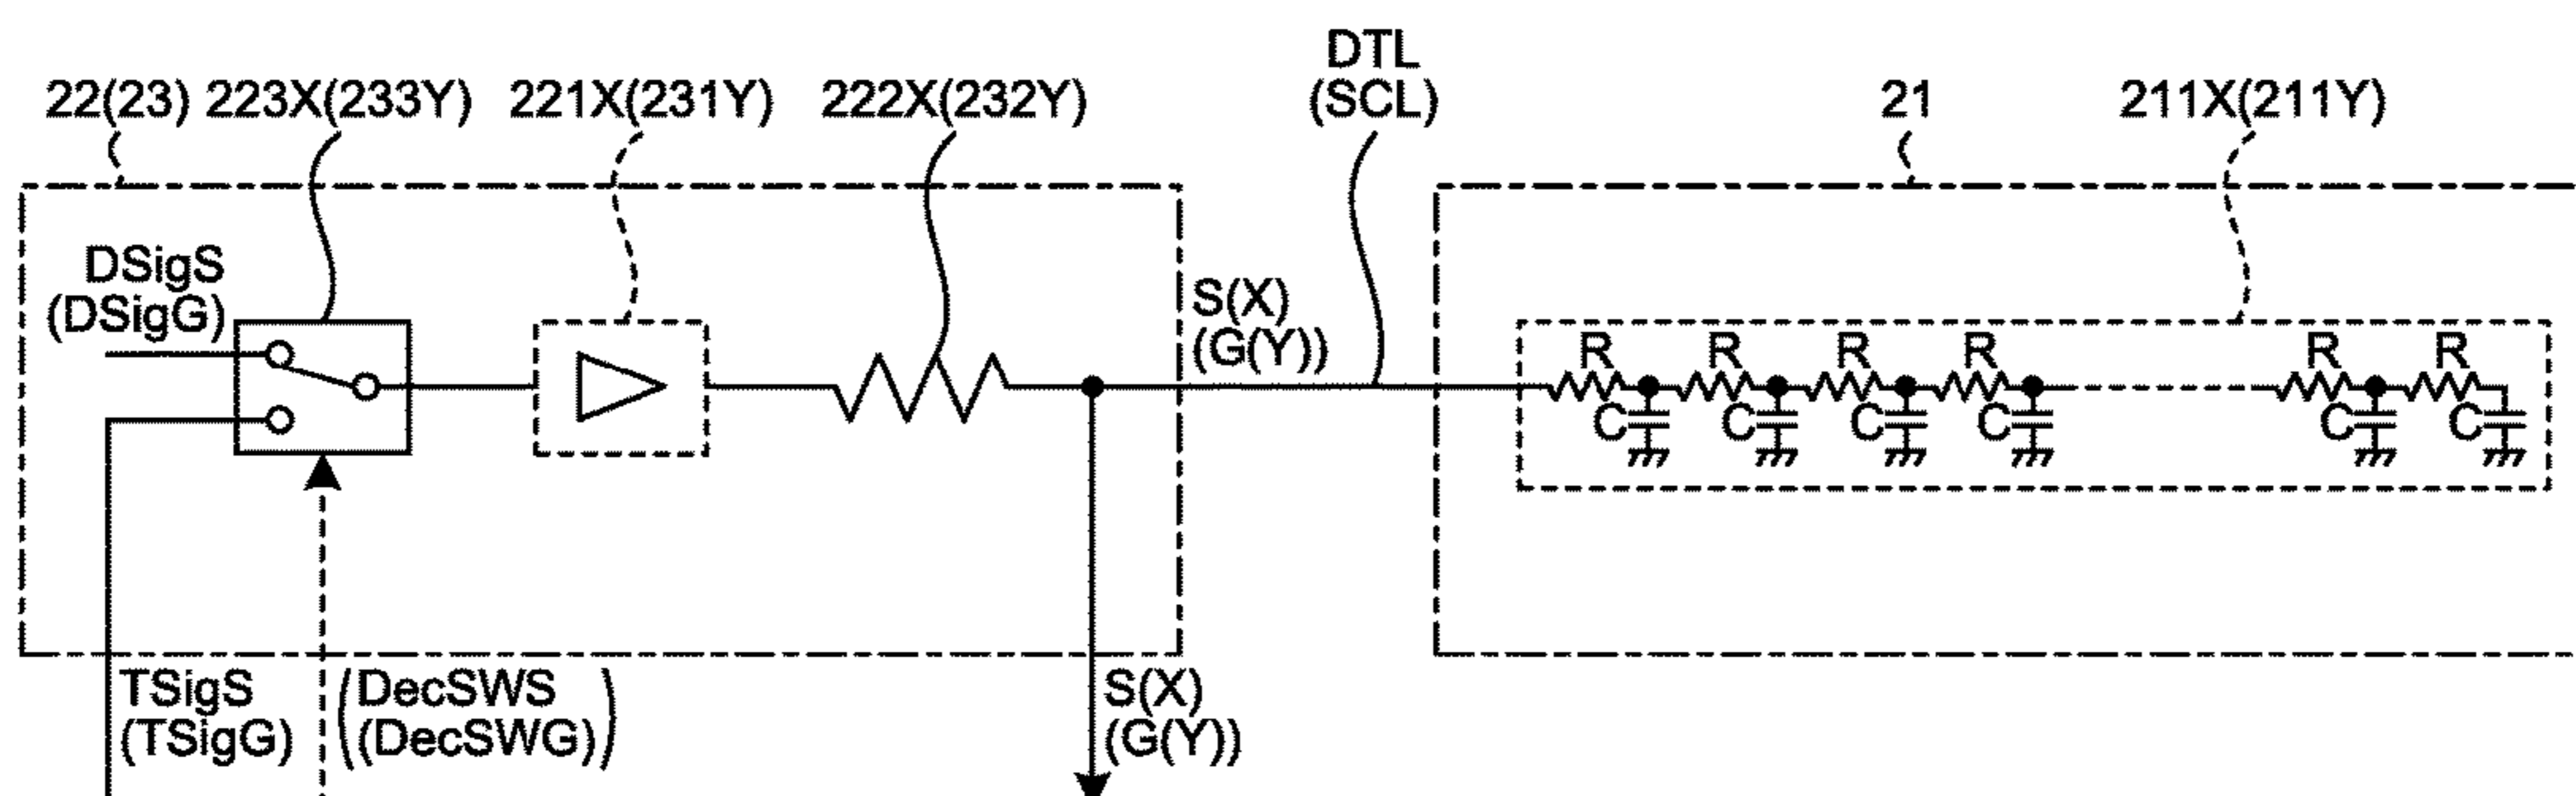 DTL
22(23) 223X(233Y) 221X(231Y) 222X(232Y) (SCL) 21 211X(211Y)
DSigS
(DSigG)
S(X)
(G(Y))
R R R R R R
C C C C C C
TSigS (DecSWS S(X)
(TSigG) (DecSWG)) (G(Y))